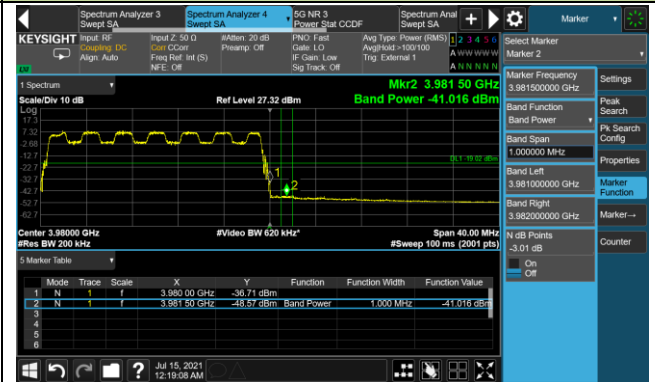 Spectrum Analyzer 3
Swept SA
Spectrum Analyzer 4
Swept SA
5G NR 3
Power Stat CCDF
Spectrum Anal
Swept SA
Marker
KEYSIGHT
Input: RF
Coupling: DC
Align: Auto
Input Z: 50 Ω
Corr CCorr
Freq Ref: Int (S)
NFE: Off
#Atten: 20 dB
Preamp: Off
PNO: Fast
Gate: LO
IF Gain: Low
Sig Track: Off
Avg Type: Power (RMS)
Avg|Hold:>100/100
Trig: External 1
1 2 3 4 5 6
A W W W W W
A N N N N N
LXI
Select Marker
Marker 2
1 Spectrum
Scale/Div 10 dB
Ref Level 27.32 dBm
Mkr2 3.981 50 GHz
Band Power -41.016 dBm
Log
17.3
7.32
-2.68
-12.7
-22.7
-32.7
-42.7
-52.7
-62.7
DL1 -19.02 dBm
1
2
Center 3.98000 GHz
#Res BW 200 kHz
#Video BW 620 kHz*
Span 40.00 MHz
#Sweep 100 ms (2001 pts)
5 Marker Table
Mode Trace Scale X Y Function Function Width Function Value
1 N 1 f 3.980 00 GHz -36.71 dBm
2 N 1 f 3.981 50 GHz -48.57 dBm Band Power 1.000 MHz -41.016 dBm
3
4
5
6
Marker Frequency
3.981500000 GHz
Band Function
Band Power
Band Span
1.000000 MHz
Band Left
3.981000000 GHz
Band Right
3.982000000 GHz
N dB Points
-3.01 dB
On
Off
Settings
Peak
Search
Pk Search
Config
Properties
Marker
Function
Marker→
Counter
?
Jul 15, 2021
12:19:08 AM